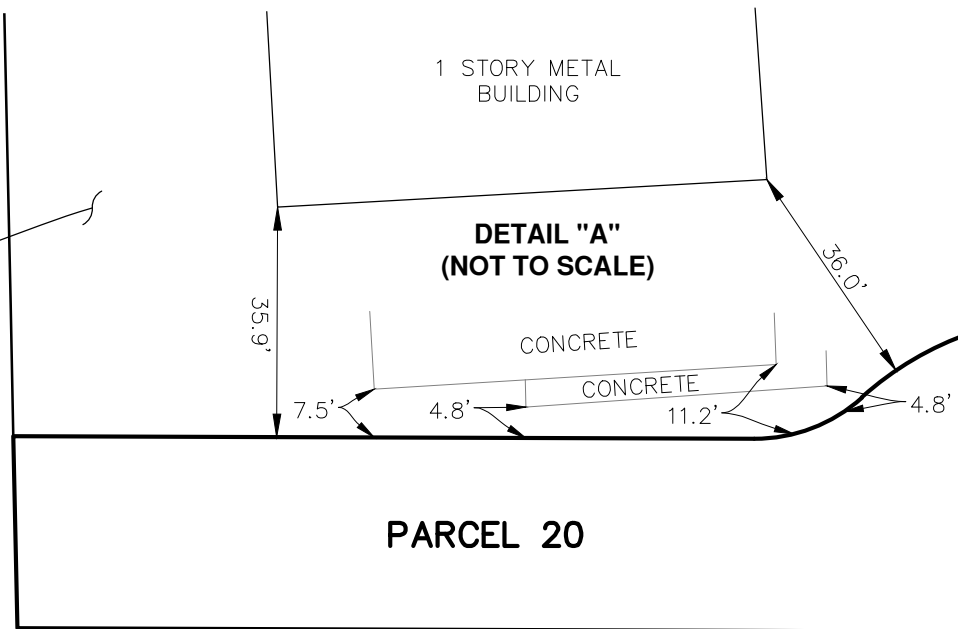 1 STORY METAL
BUILDING
DETAIL "A"
(NOT TO SCALE)
36.0'
35.9'
CONCRETE
CONCRETE
7.5'
4.8'
11.2'
4.8'
PARCEL 20